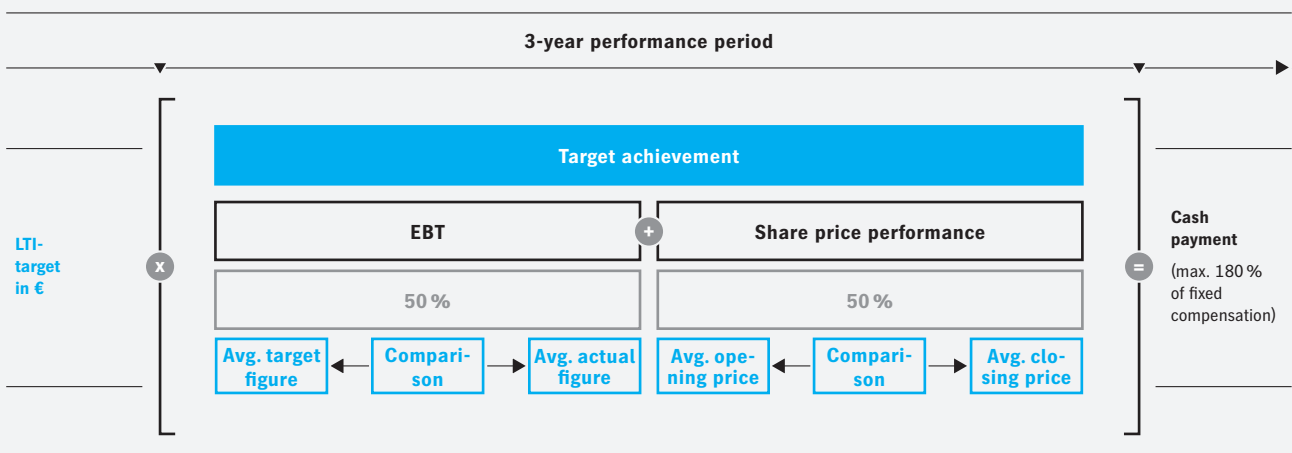 3-year performance period
Target achievement
EBT
+
Share price performance
LTI-
target
in €
x
=
Cash
payment
(max. 180 %
of fixed
compensation)
50 %
50 %
Avg. target
figure
Compari-
son
Avg. actual
figure
Avg. ope-
ning price
Compari-
son
Avg. clo-
sing price